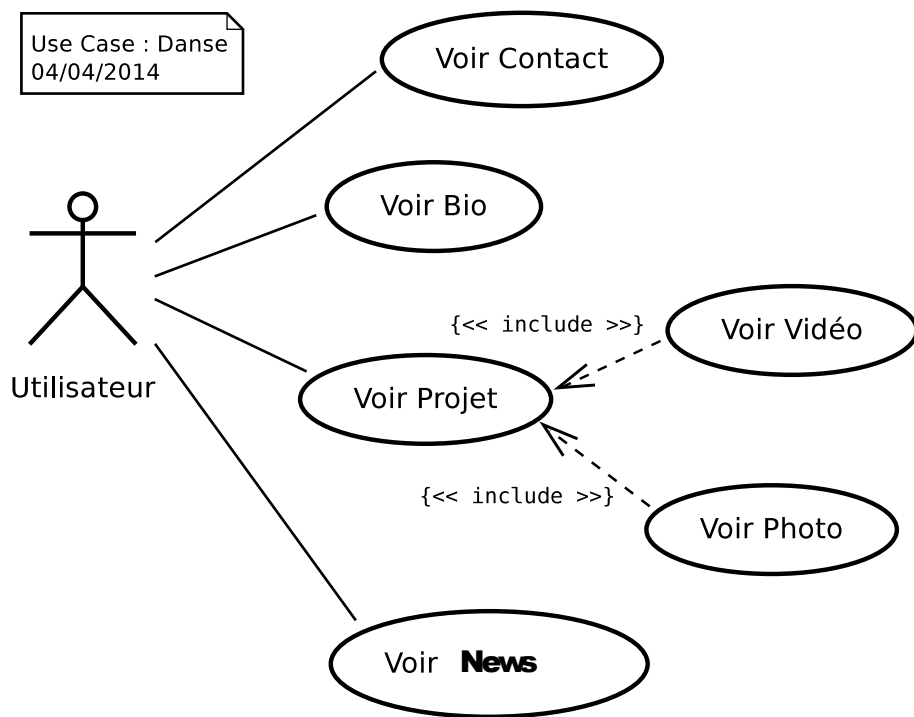 Use Case : Danse
04/04/2014
Voir Contact
Voir Bio
{<< include >>}
Voir Vidéo
Utilisateur
Voir Projet
{<< include >>}
Voir Photo
Voir News